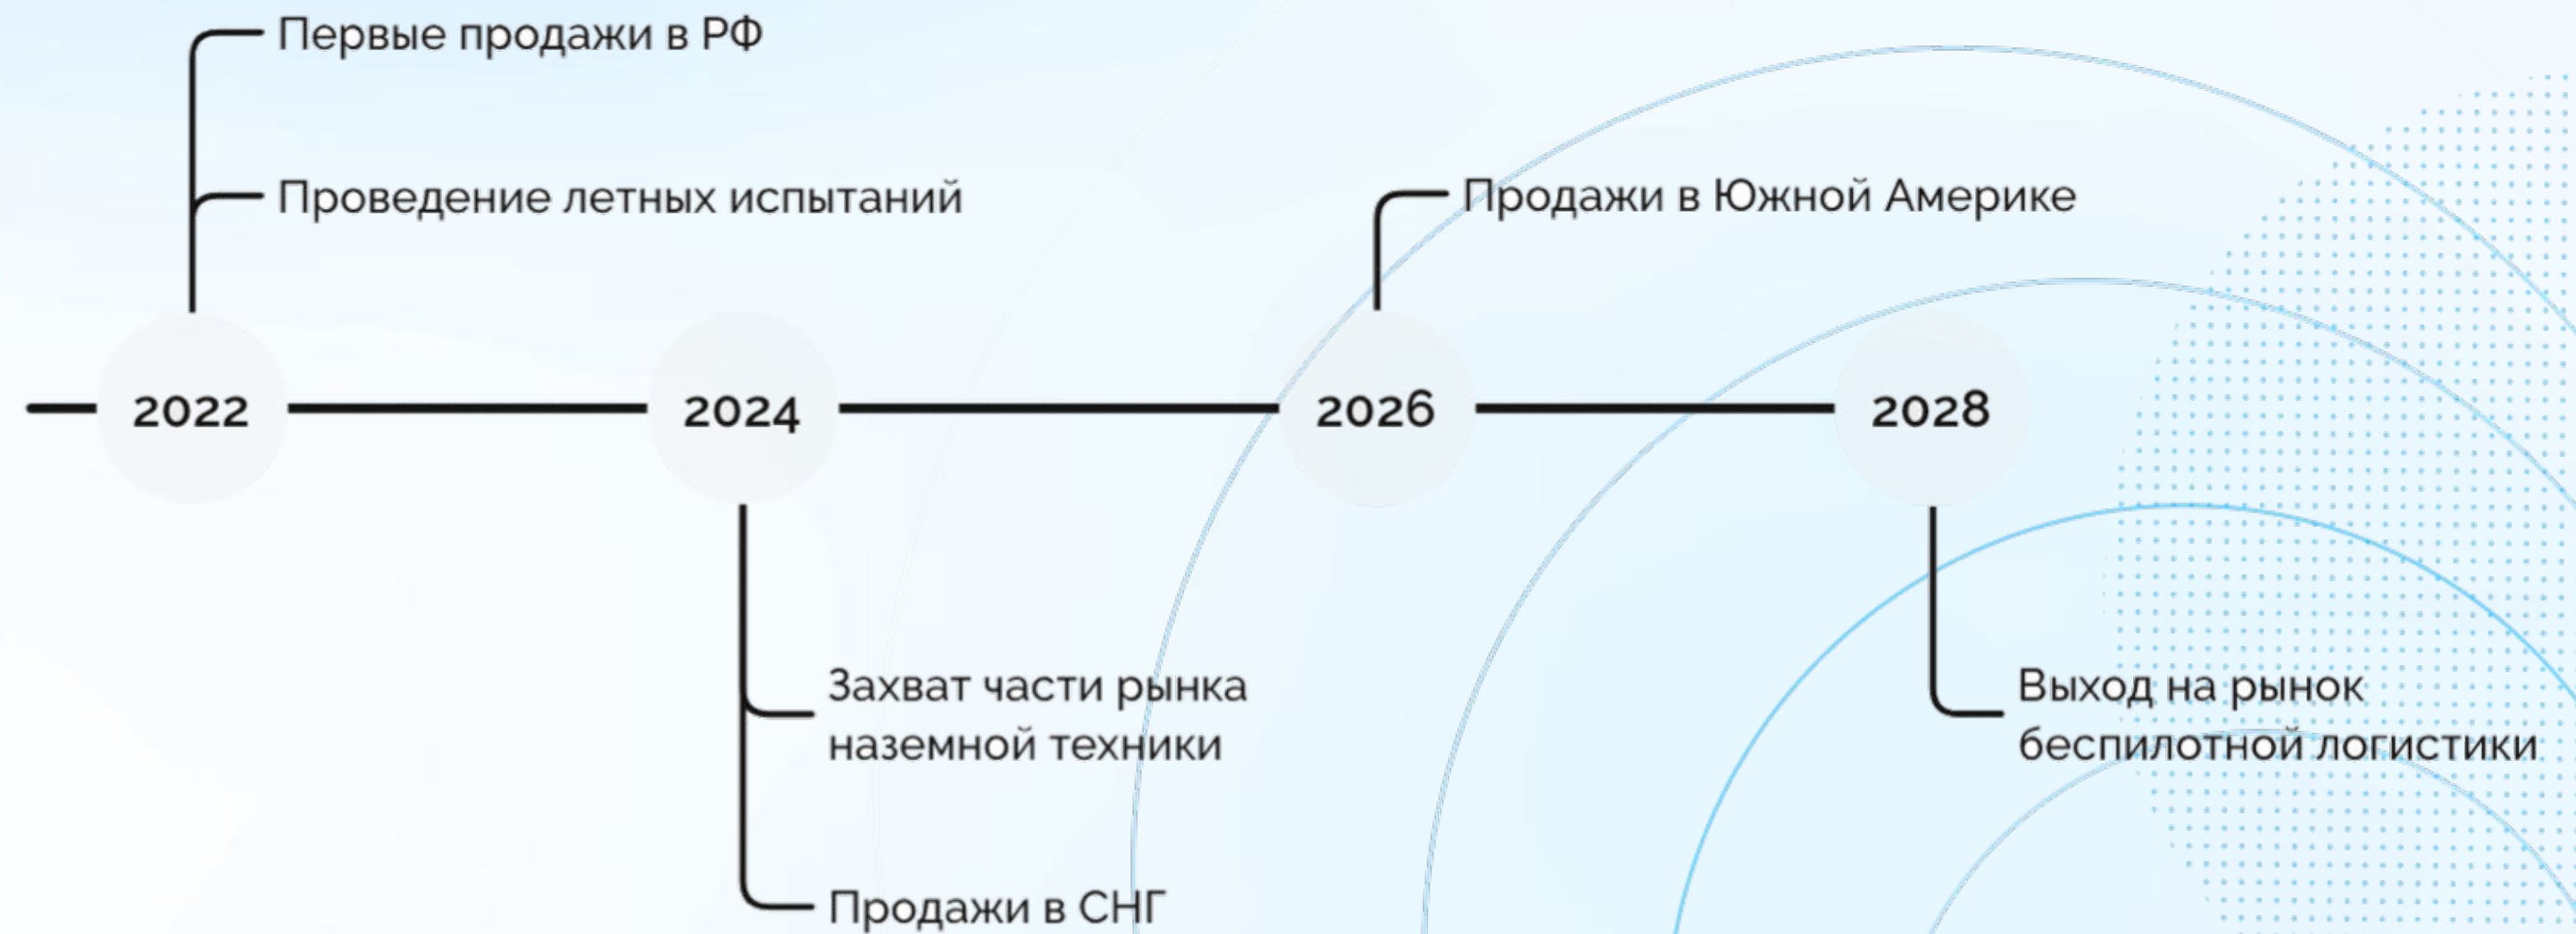 Первые продажи в РФ
Проведение летных испытаний
Продажи в Южной Америке
2022
2024
2026
2028
Захват части рынка
наземной техники
Выход на рынок
беспилотной логистики
Продажи в СНГ